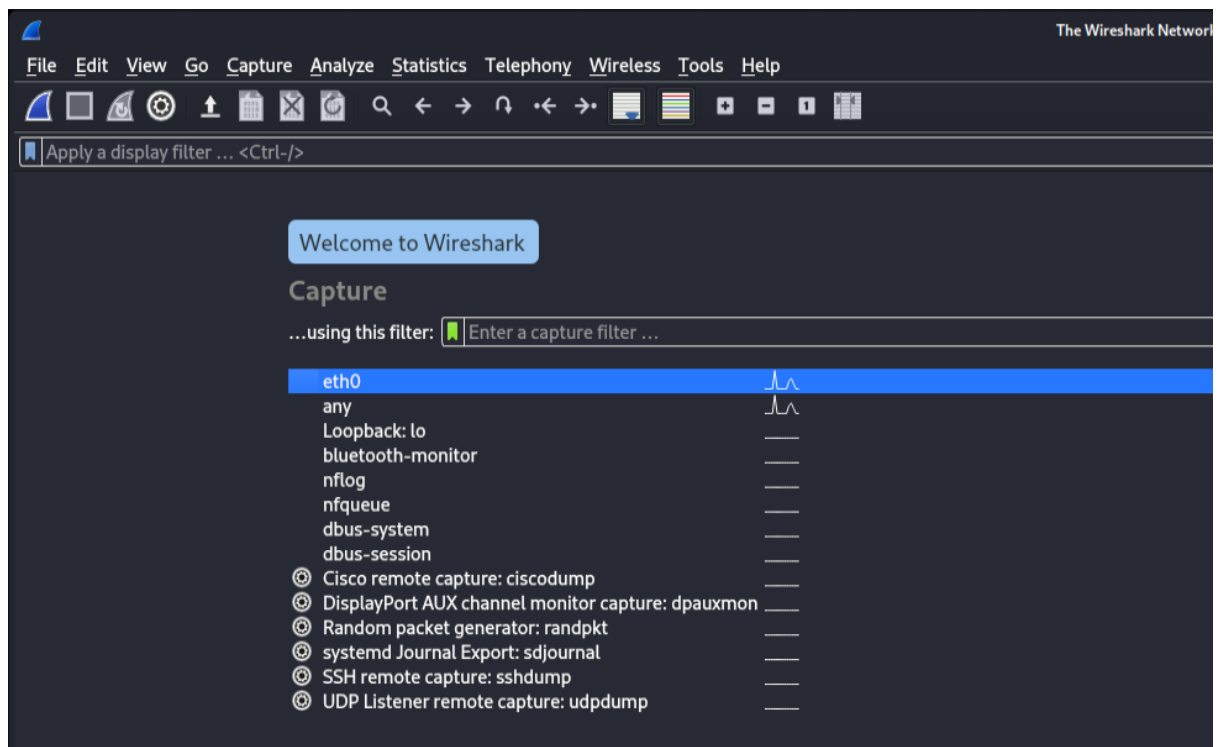 The Wireshark Network
File Edit View Go Capture Analyze Statistics Telephony Wireless Tools Help
Apply a display filter ... <Ctrl-/>
Welcome to Wireshark
Capture
...using this filter: Enter a capture filter ...
eth0
any
Loopback: lo
bluetooth-monitor
nflog
nfqueue
dbus-system
dbus-session
Cisco remote capture: ciscodump
DisplayPort AUX channel monitor capture: dpauxmon
Random packet generator: randpkt
systemd Journal Export: sdjournal
SSH remote capture: sshdump
UDP Listener remote capture: udpdump